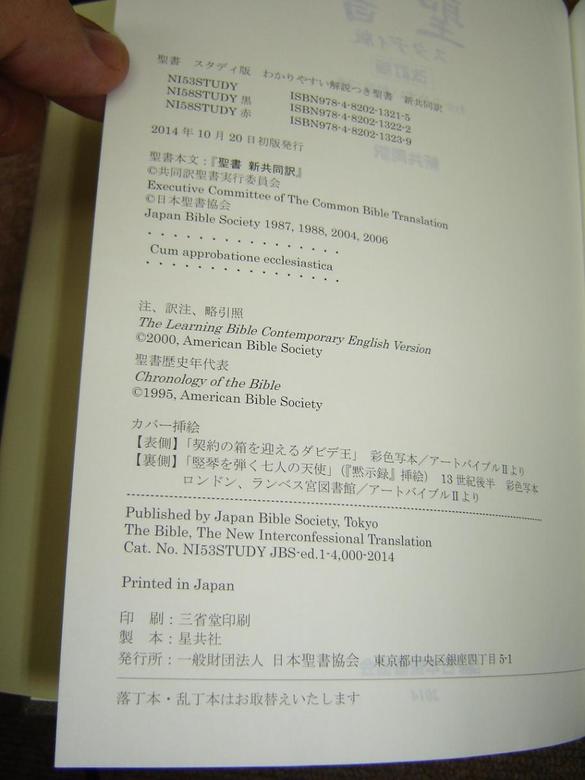 聖書 スタディ版 わかりやすい解説つき聖書 新共同訳
NI53STUDY ISBN978-4-8202-1321-5
NI58STUDY 黒 ISBN978-4-8202-1322-2
NI58STUDY 赤 ISBN978-4-8202-1323-9
2014年10月20日初版発行
聖書本文：『聖書 新共同訳』
©共同訳聖書実行委員会
Executive Committee of The Common Bible Translation
©日本聖書協会
Japan Bible Society 1987, 1988, 2004, 2006
Cum approbatione ecclesiastica
注、訳注、略引照
The Learning Bible Contemporary English Version
©2000, American Bible Society
聖書歴史年代表
Chronology of the Bible
©1995, American Bible Society
カバー挿絵
【表側】「契約の箱を迎えるダビデ王」 彩色写本／アートバイブルⅡより
【裏側】「竪琴を弾く七人の天使」(『黙示録』挿絵) 13世紀後半 彩色写本
ロンドン、ランベス宮図書館／アートバイブルⅡより
Published by Japan Bible Society, Tokyo
The Bible, The New Interconfessional Translation
Cat. No. NI53STUDY JBS-ed.1-4,000-2014
Printed in Japan
印 刷：三省堂印刷
製 本：星共社
発行所：一般財団法人 日本聖書協会 東京都中央区銀座四丁目5-1
落丁本・乱丁本はお取替えいたします